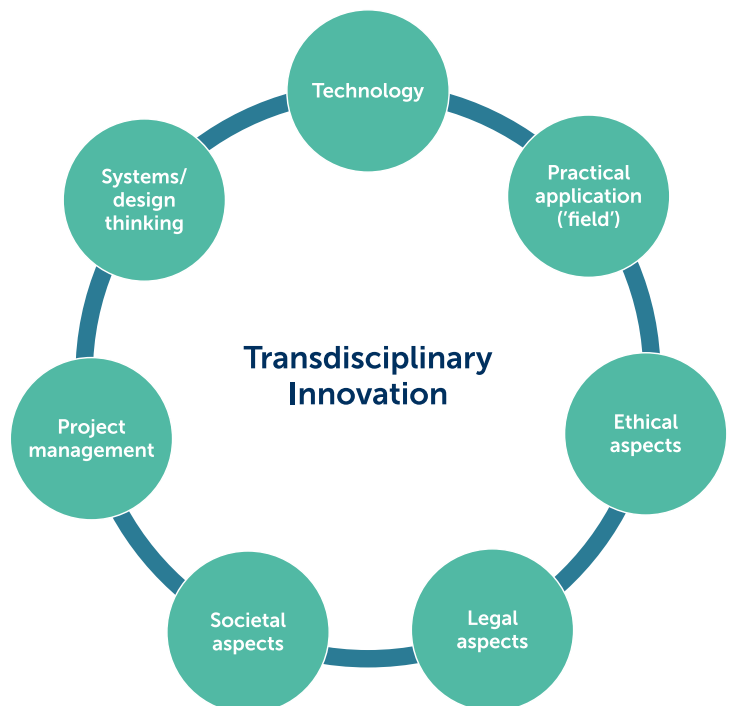 Technology
Practical
application
('field')
Ethical
aspects
Legal
aspects
Societal
aspects
Project
management
Systems/
design
thinking
Transdisciplinary
Innovation